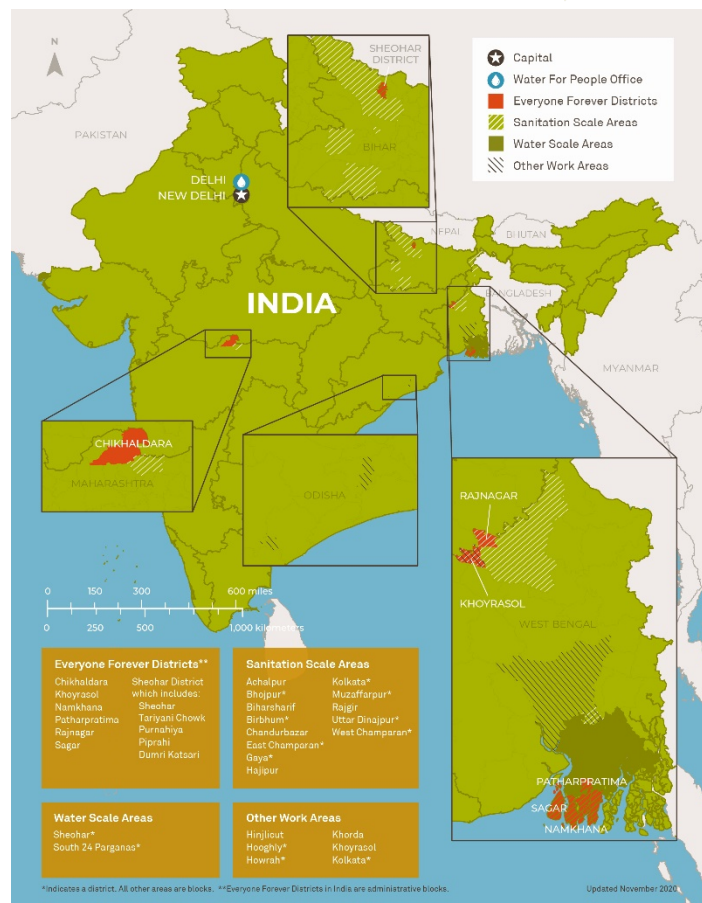 N
SHEOHAR
DISTRICT
BIHAR
Capital
Water For People Office
Everyone Forever Districts
Sanitation Scale Areas
Water Scale Areas
Other Work Areas
PAKISTAN
DELHI
NEW DELHI
NEPAL
BHUTAN
BANGLADESH
INDIA
MYANMAR
CHIKHALDARA
MAHARASHTRA
ODISHA
RAJNAGAR
KHOYRASOL
WEST BENGAL
PATHARPRATIMA
SAGAR
NAMKHANA
0 150 300 600 miles
0 250 500 1,000 kilometers
Everyone Forever Districts**
Chikhaldara
Khoyrasol
Namkhana
Patharpratima
Rajnagar
Sagar
Sheohar District
which includes:
Sheohar
Tariyani Chowk
Purnahiya
Piprahi
Dumri Katsari
Sanitation Scale Areas
Achalpur
Bhojpur*
Biharsharif
Birbhum*
Chandurbazar
East Champaran*
Gaya*
Hajipur
Kolkata*
Muzaffarpur*
Rajgir
Uttar Dinajpur*
West Champaran*
Water Scale Areas
Sheohar*
South 24 Parganas*
Other Work Areas
Hinjlicut
Hooghly*
Howrah*
Khorda
Khoyrasol
Kolkata*
*Indicates a district. All other areas are blocks. **Everyone Forever Districts in India are administrative blocks.
Updated November 2020